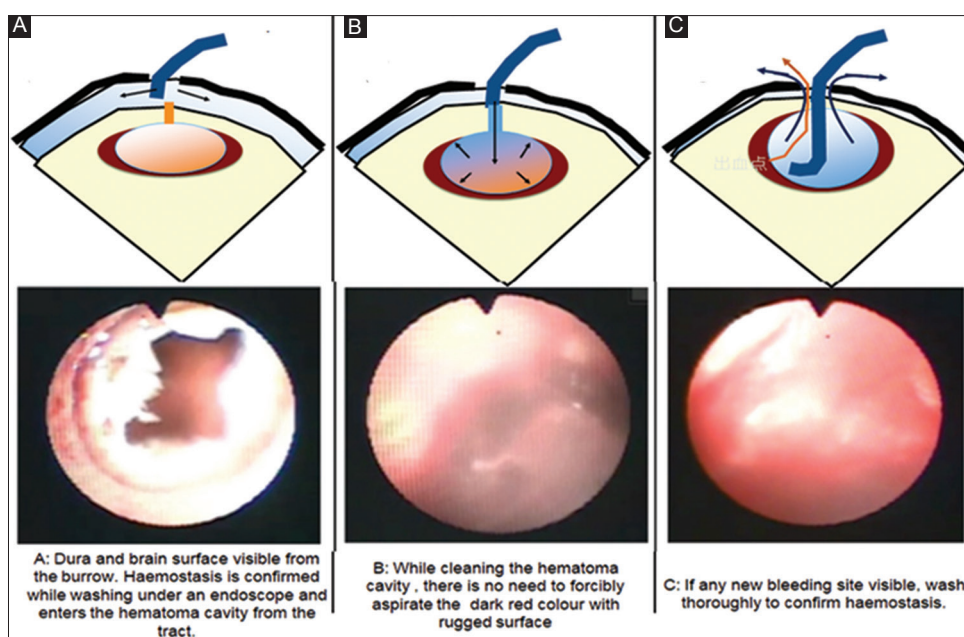 A
B
C
出血点
A: Dura and brain surface visible from
the burrow. Haemostasis is confirmed
while washing under an endoscope and
enters the hematoma cavity from the
tract.
B: While cleaning the hematoma
cavity , there is no need to forcibly
aspirate the dark red colour with
rugged surface
C: If any new bleeding site visible, wash
thoroughly to confirm haemostasis.